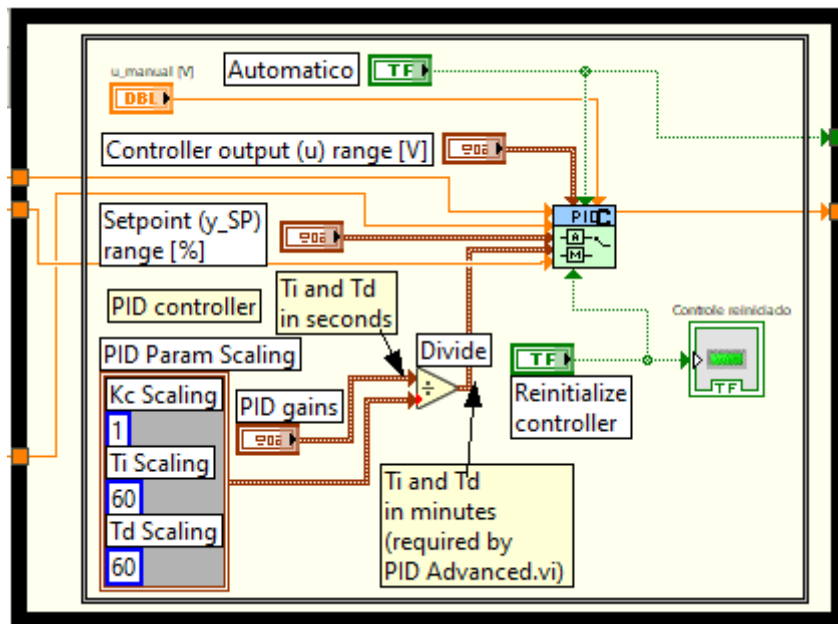 u_manual [V]
Automatico
TF
DBL
Controller output (u) range [V]
Setpoint (y_SP)
range [%]
PID
PID controller
Ti and Td
in seconds
Controle reiniciado
PID Param Scaling
Divide
TF
Kc Scaling
1
PID gains
Reinitialize
controller
TF
Ti Scaling
60
Td Scaling
60
Ti and Td
in minutes
(required by
PID Advanced.vi)
A
M